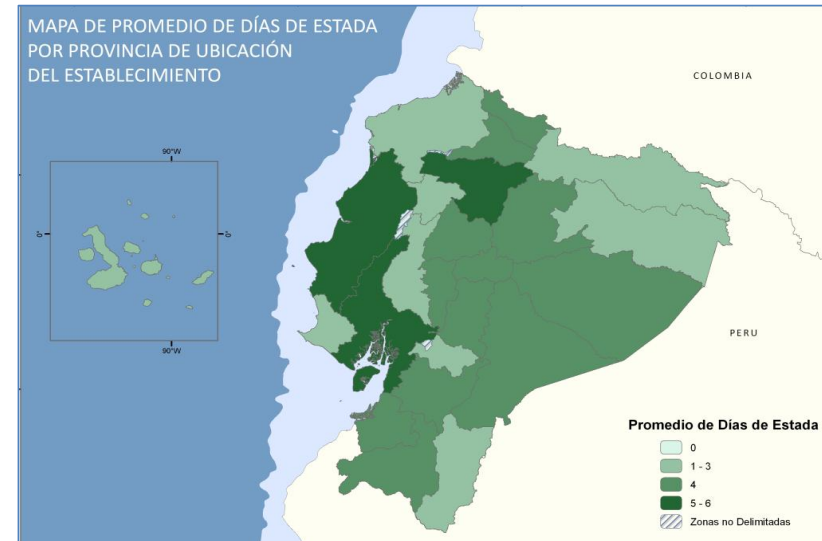 MAPA DE PROMEDIO DE DÍAS DE ESTADA
POR PROVINCIA DE UBICACIÓN
DEL ESTABLECIMIENTO
COLOMBIA
90°W
0°
0°
90°W
PERU
Promedio de Días de Estada
0
1 - 3
4
5 - 6
Zonas no Delimitadas